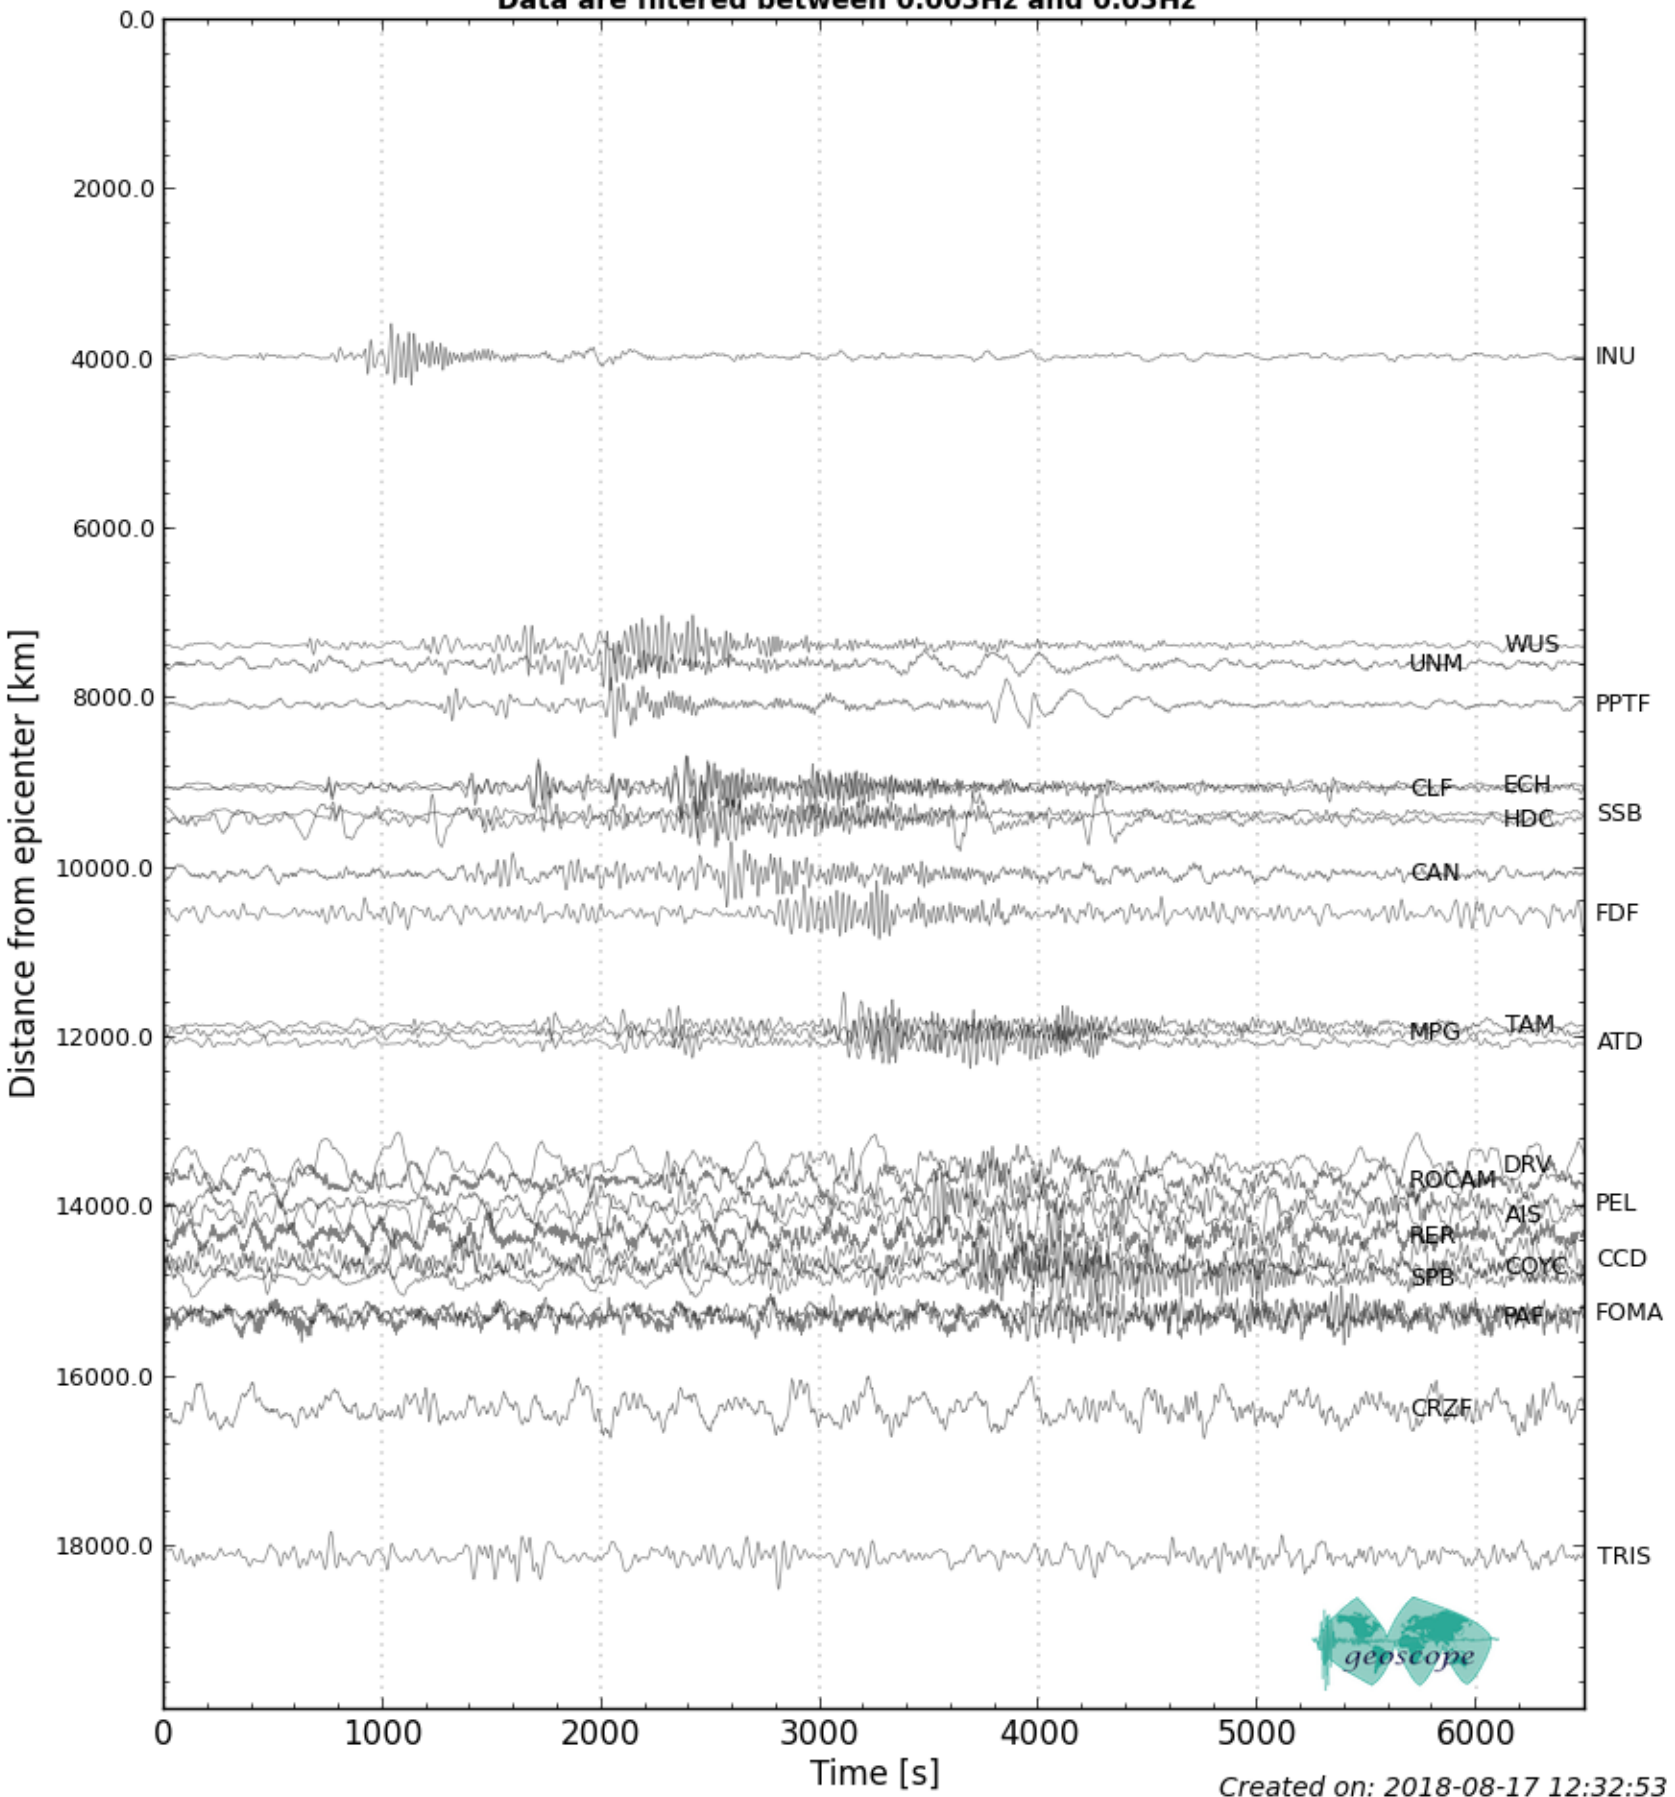 Data are filtered between 0.005Hz and 0.05Hz
0.0
2000.0
4000.0
INU
6000.0
Distance from epicenter [km]
WUS
UNM
8000.0
PPTF
CLF ECH
SSB
HDC
10000.0
CAN
FDF
12000.0
MPG TAM
ATD
DRV
ROCAM
14000.0
PEL
AIS
RER
CCD
COYC
SPB
PAF
FOMA
16000.0
CRZF
18000.0
TRIS
geoscope
0 1000 2000 3000 4000 5000 6000
Time [s]
Created on: 2018-08-17 12:32:53